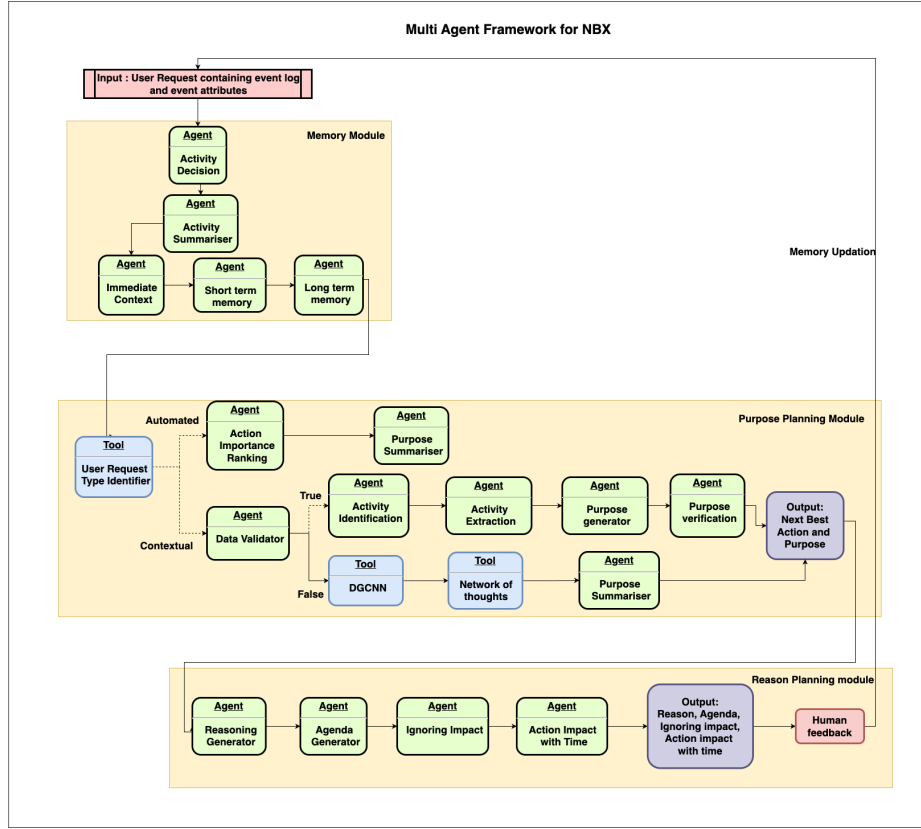 Multi Agent Framework for NBX
Input : User Request containing event log
and event attributes
Memory Module
Agent
Activity
Decision
Agent
Activity
Summariser
Agent
Immediate
Context
Agent
Short term
memory
Agent
Long term
memory
Memory Updation
Purpose Planning Module
Tool
User Request
Type Identifier
Automated
Agent
Action
Importance
Ranking
Agent
Purpose
Summariser
Contextual
Agent
Data Validator
True
Agent
Activity
Identification
Agent
Activity
Extraction
Agent
Purpose
generator
Agent
Purpose
verification
Output:
Next Best
Action and
Purpose
False
Tool
DGCNN
Tool
Network of
thoughts
Agent
Purpose
Summariser
Reason Planning module
Agent
Reasoning
Generator
Agent
Agenda
Generator
Agent
Ignoring Impact
Agent
Action Impact
with Time
Output:
Reason, Agenda,
Ignoring impact,
Action impact
with time
Human
feedback